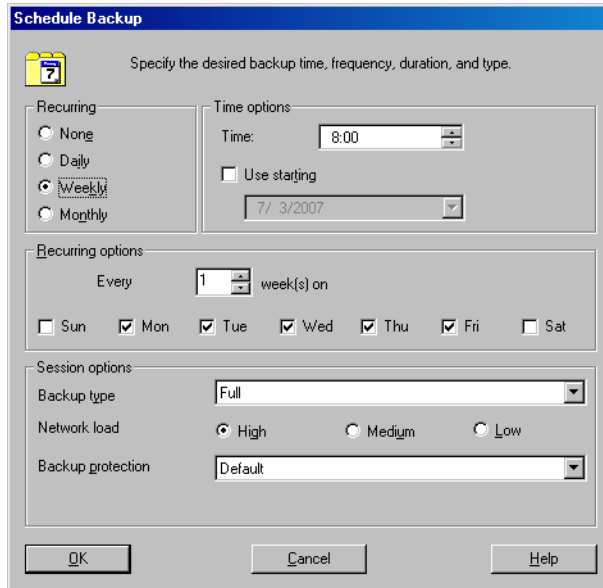 Schedule Backup
7
Specify the desired backup time, frequency, duration, and type.
Recurring
None
Daily
Weekly
Monthly
Time options
Time: 8:00
Use starting
7/ 3/2007
Recurring options
Every 1 week(s) on
Sun Mon Tue Wed Thu Fri Sat
Session options
Backup type Full
Network load High Medium Low
Backup protection Default
OK Cancel Help